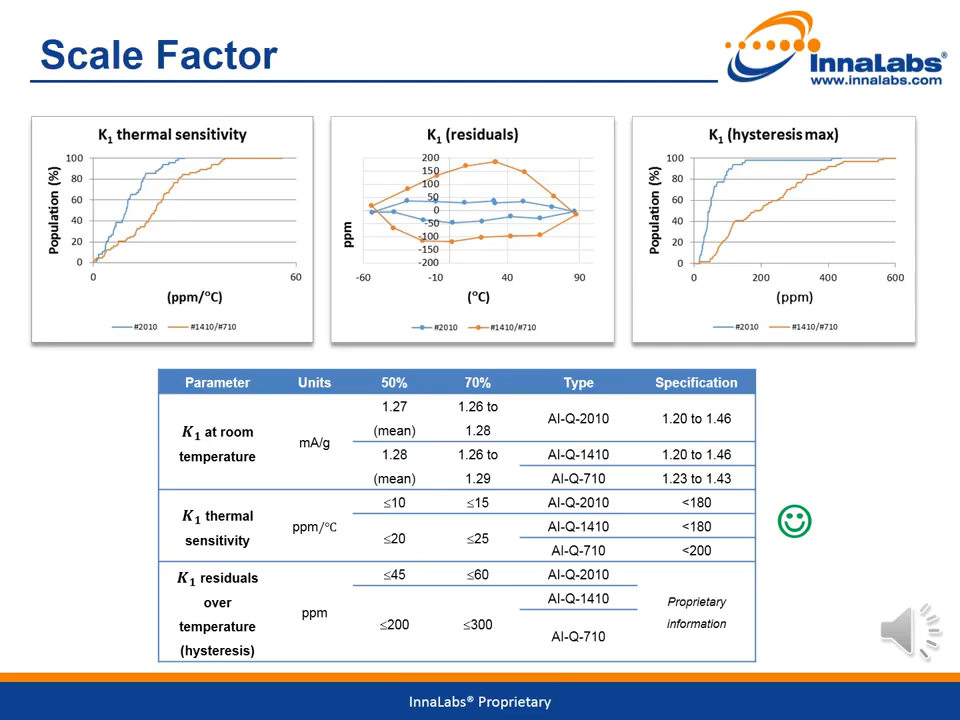 Scale Factor
InnaLabs®
www.innalabs.com
K1 thermal sensitivity
Population (%)
100
80
60
40
20
0
0 60
(ppm/°C)
#2010 #1410/#710
K1 (residuals)
ppm
200
150
100
50
0
-50
-100
-150
-200
-60 -10 40 90
(°C)
#2010 #1410/#710
K1 (hysteresis max)
Population (%)
100
80
60
40
20
0
0 200 400 600
(ppm)
#2010 #1410/#710
Parameter Units 50% 70% Type Specification
K1 at room
temperature
mA/g
1.27
(mean)
1.26 to
1.28
AI-Q-2010 1.20 to 1.46
1.28
(mean)
1.26 to
1.29
AI-Q-1410 1.20 to 1.46
AI-Q-710 1.23 to 1.43
K1 thermal
sensitivity
ppm/°C
≤10 ≤15 AI-Q-2010 <180
≤20 ≤25 AI-Q-1410 <180
AI-Q-710 <200
K1 residuals
over
temperature
(hysteresis)
ppm
≤45 ≤60 AI-Q-2010
≤200 ≤300 AI-Q-1410
AI-Q-710
Proprietary
information
InnaLabs® Proprietary